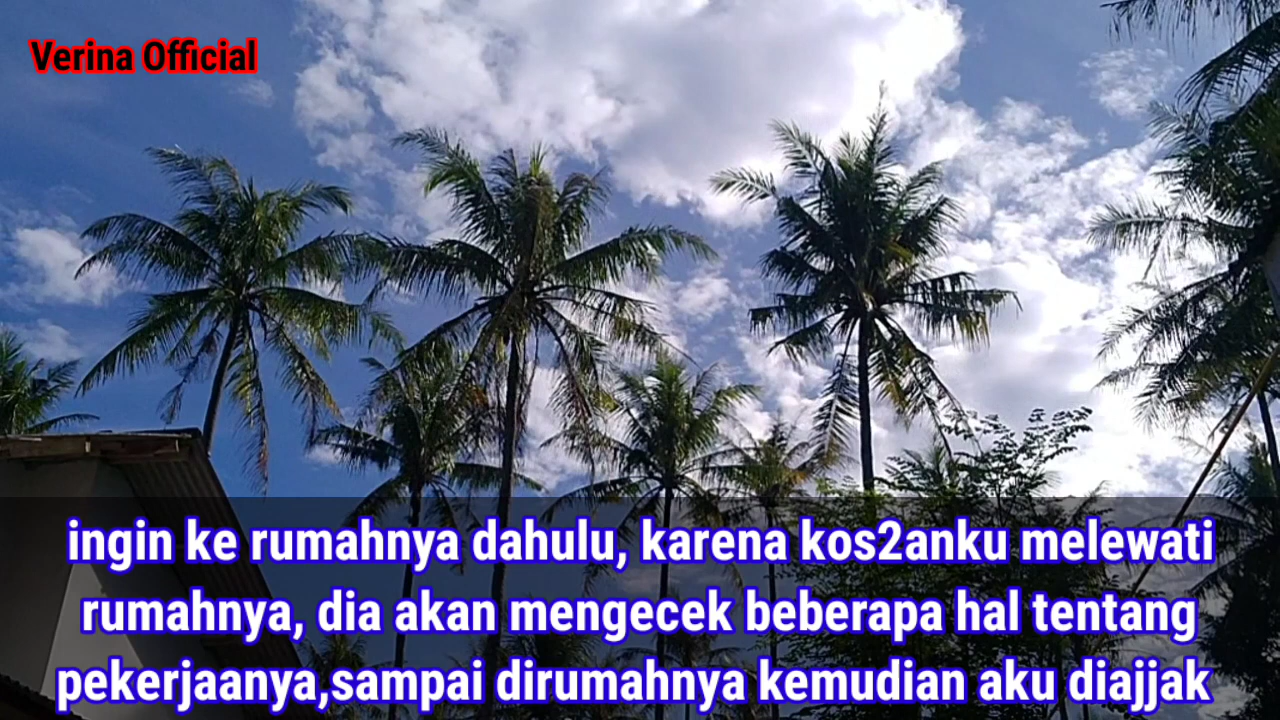 Verina Official
ingin ke rumahnya dahulu, karena kos2anku melewati
rumahnya, dia akan mengecek beberapa hal tentang
pekerjaanya,sampai dirumahnya kemudian aku diajjak